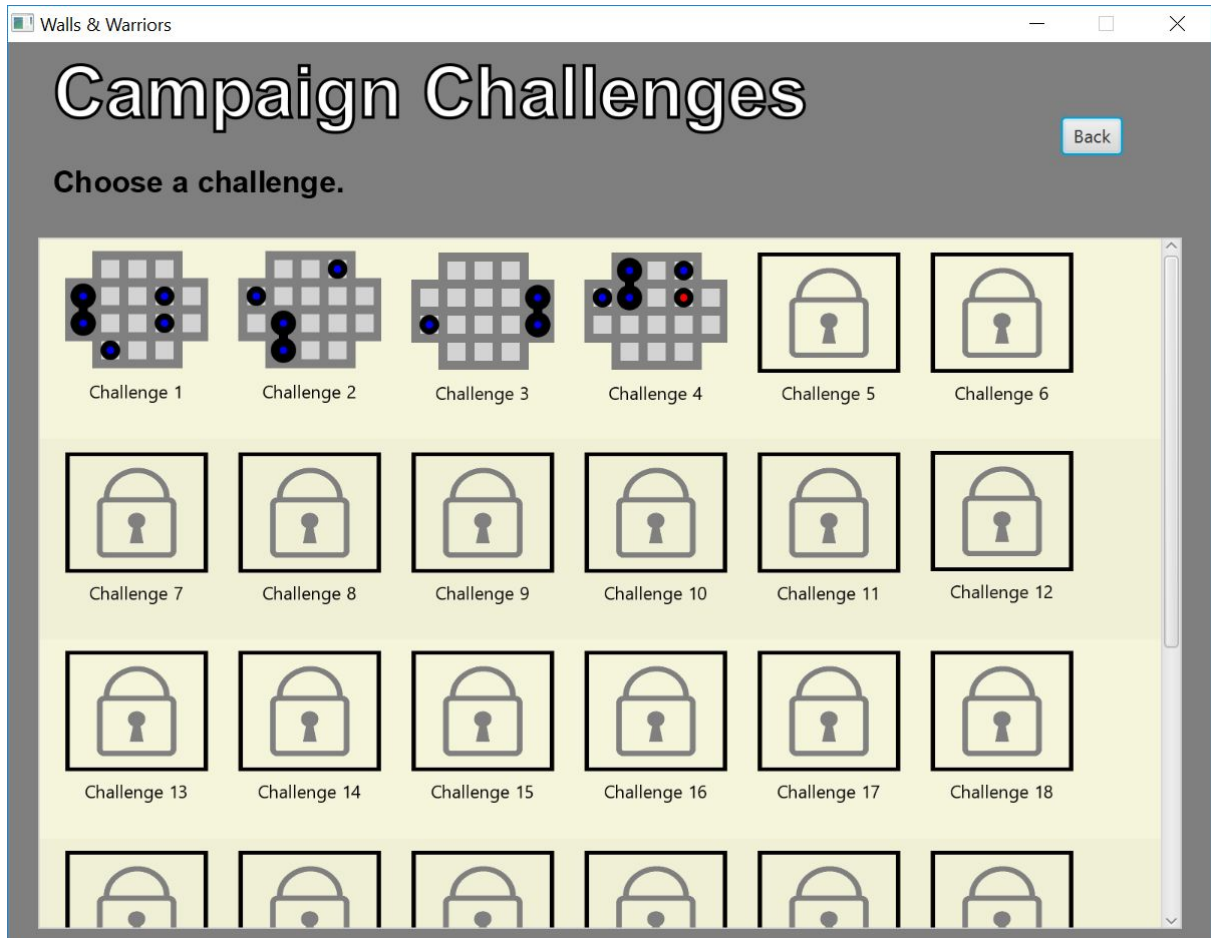 Walls & Warriors
Campaign Challenges
Back
Choose a challenge.
Challenge 1 Challenge 2 Challenge 3 Challenge 4 Challenge 5 Challenge 6
Challenge 7 Challenge 8 Challenge 9 Challenge 10 Challenge 11 Challenge 12
Challenge 13 Challenge 14 Challenge 15 Challenge 16 Challenge 17 Challenge 18